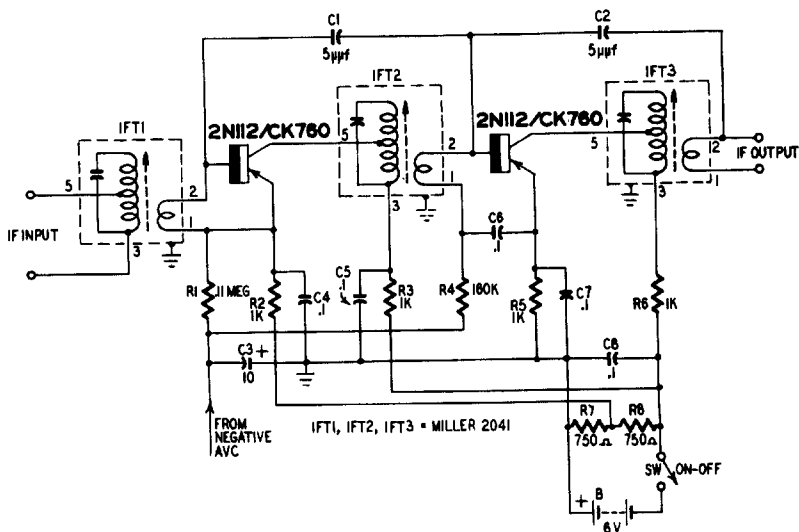 C1
5µµf
C2
5µµf
IFT1
IFT2
IFT3
2N112/CK760
2N112/CK760
5
2
1
3
5
2
1
3
5
2
1
3
IF INPUT
IF OUTPUT
R1
.11 MEG
R2
1K
C4
.1
C5
.1
R3
1K
R4
160K
C6
.1
R5
1K
C7
.1
R6
1K
C3
+
10
C8
.1
FROM
NEGATIVE
AVC
IFT1, IFT2, IFT3 = MILLER 2041
R7
750Ω
R8
750Ω
SW
ON-OFF
+
B
6V